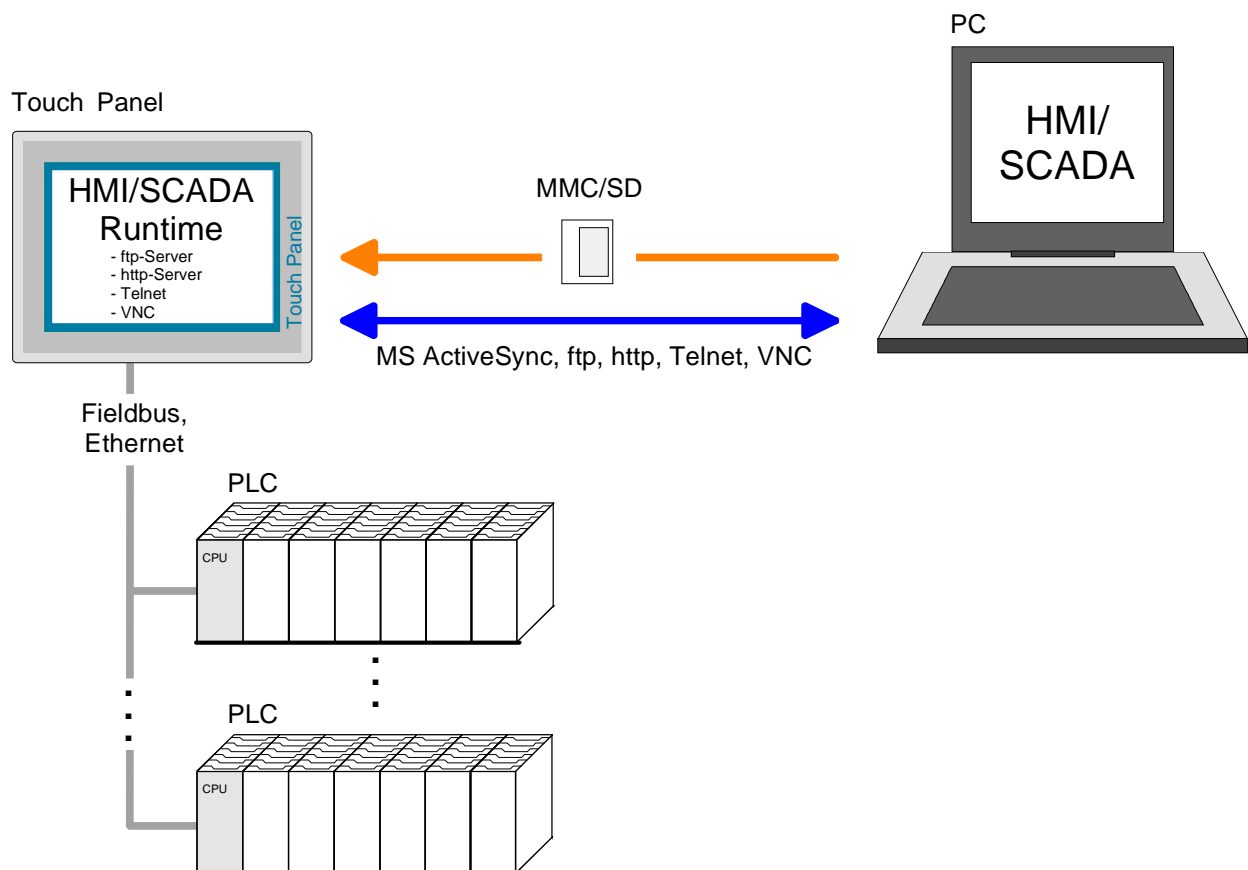 PC
Touch Panel
HMI/
SCADA
HMI/SCADA
Runtime
- ftp-Server
- http-Server
- Telnet
- VNC
Touch Panel
MMC/SD
MS ActiveSync, ftp, http, Telnet, VNC
Fieldbus,
Ethernet
PLC
CPU
PLC
CPU